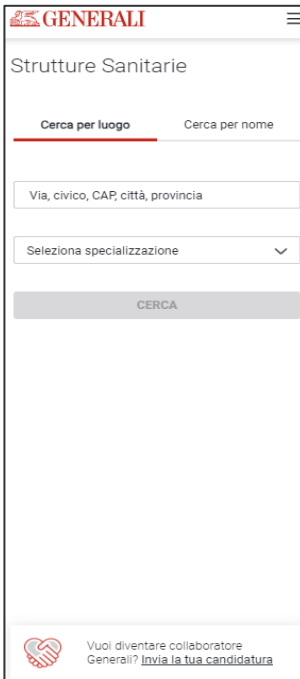 GENERALI
Strutture Sanitarie
Cerca per luogo
Cerca per nome
Via, civico, CAP, città, provincia
Seleziona specializzazione
CERCA
Vuoi diventare collaboratore
Generali? Invia la tua candidatura